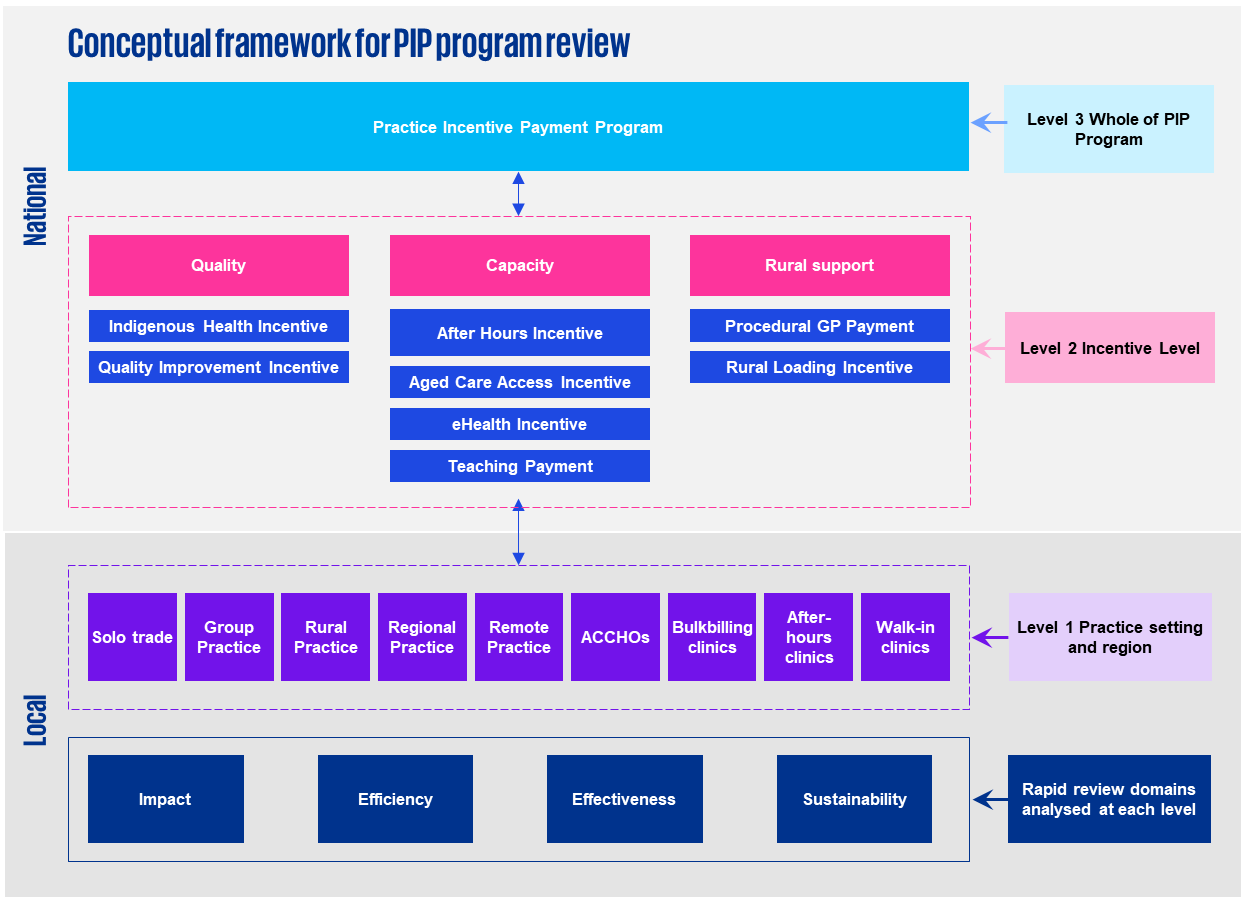 Conceptual framework for PIP program review
National
Practice Incentive Payment Program
Level 3 Whole of PIP
Program
Quality
Capacity
Rural support
Indigenous Health Incentive
Quality Improvement Incentive
After Hours Incentive
Aged Care Access Incentive
eHealth Incentive
Teaching Payment
Procedural GP Payment
Rural Loading Incentive
Level 2 Incentive Level
Local
Solo trade
Group
Practice
Rural
Practice
Regional
Practice
Remote
Practice
ACCHOs
Bulkbilling
clinics
After-
hours
clinics
Walk-in
clinics
Level 1 Practice setting
and region
Impact
Efficiency
Effectiveness
Sustainability
Rapid review domains
analysed at each level